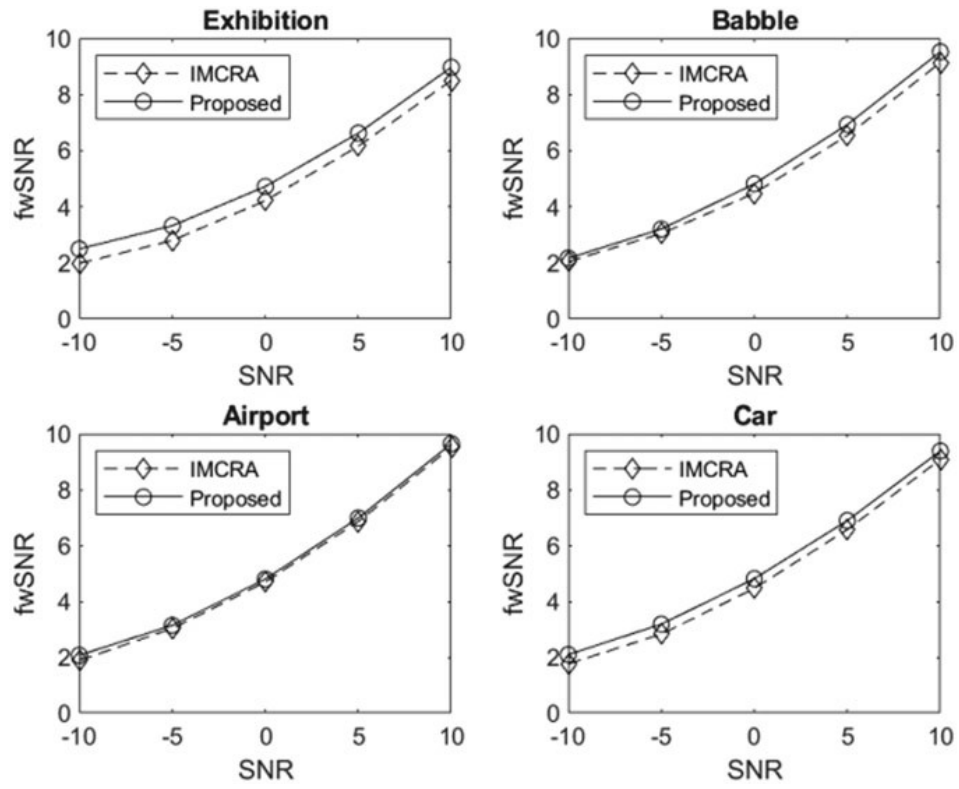 Exhibition
10
8
6
4
2
0
fwSNR
IMCRA
Proposed
-10 -5 0 5 10
SNR
Babble
10
8
6
4
2
0
fwSNR
IMCRA
Proposed
-10 -5 0 5 10
SNR
Airport
10
8
6
4
2
0
fwSNR
IMCRA
Proposed
-10 -5 0 5 10
SNR
Car
10
8
6
4
2
0
fwSNR
IMCRA
Proposed
-10 -5 0 5 10
SNR